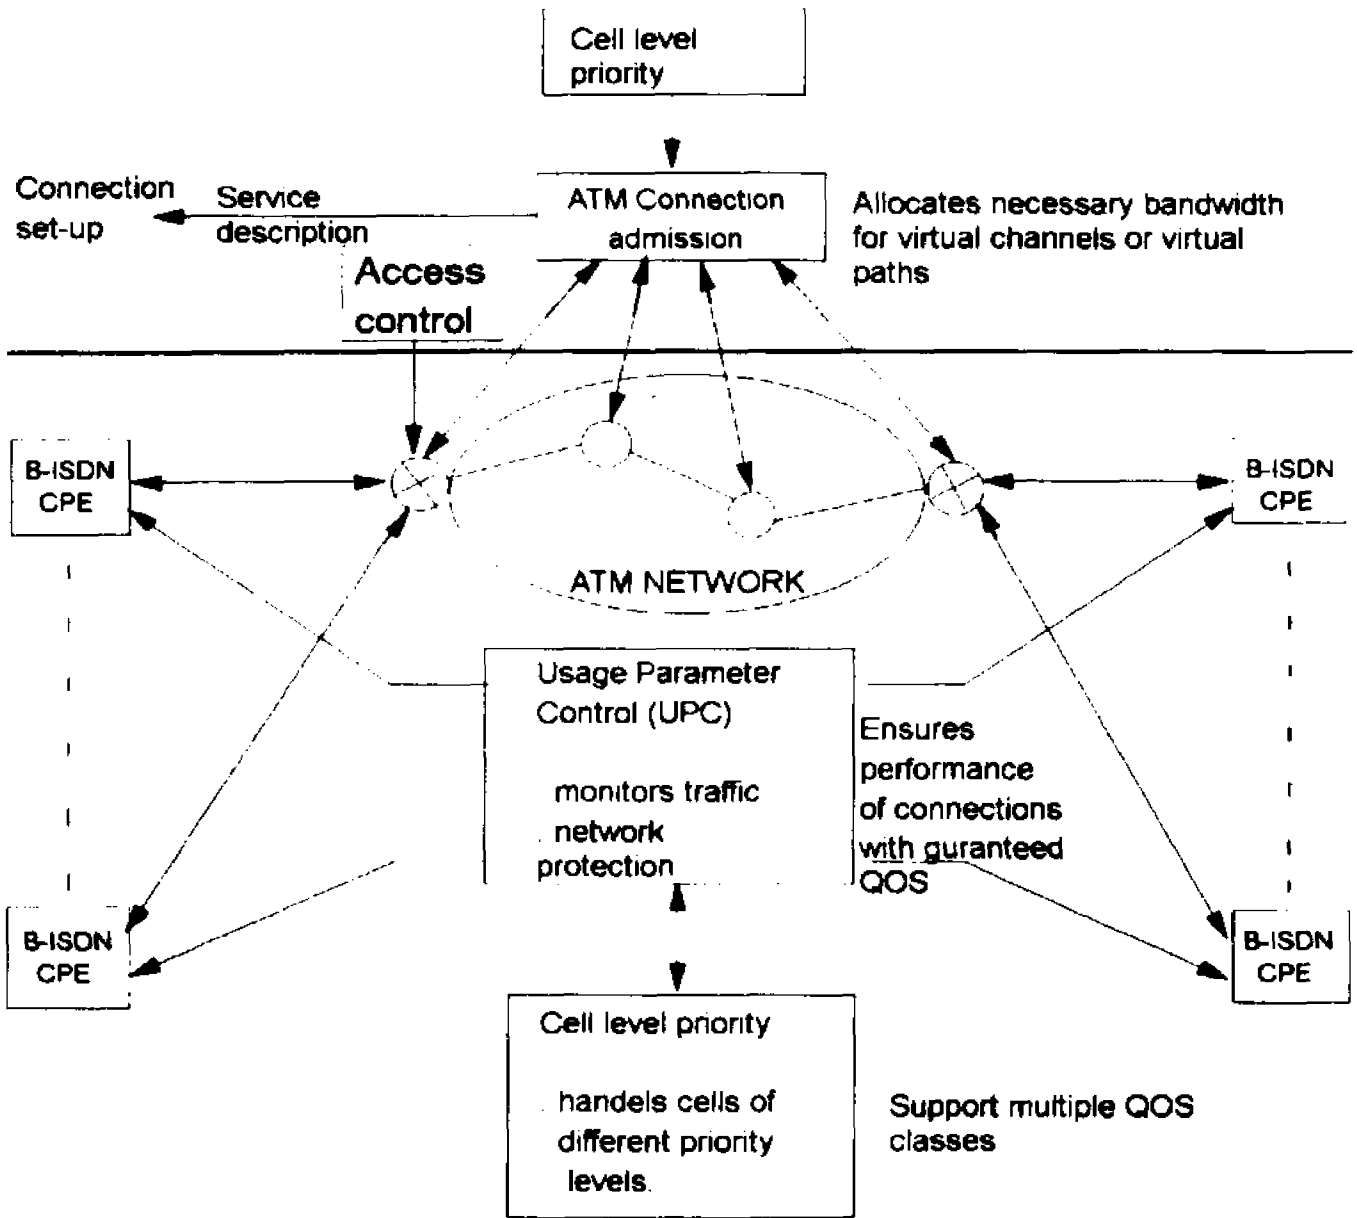 Cell level
priority
Connection
set-up
Service
description
ATM Connection
admission
Allocates necessary bandwidth
for virtual channels or virtual
paths
Access
control
B-ISDN
CPE
B-ISDN
CPE
ATM NETWORK
Usage Parameter
Control (UPC)
. monitors traffic
. network
protection
Ensures
performance
of connections
with guranteed
QOS
B-ISDN
CPE
B-ISDN
CPE
Cell level priority
. handels cells of
different priority
levels.
Support multiple QOS
classes